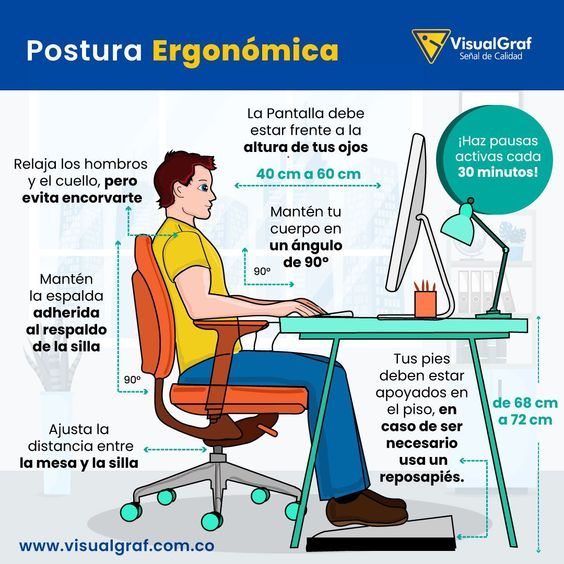 Postura Ergonómica
VisualGraf
Señal de Calidad
La Pantalla debe
estar frente a la
altura de tus ojos
40 cm a 60 cm
¡Haz pausas
activas cada
30 minutos!
Relaja los hombros
y el cuello, pero
evita encorvarte
Mantén tu
cuerpo en
un ángulo
de 90º
90º
Mantén
la espalda
adherida
al respaldo
de la silla
90º
Tus pies
deben estar
apoyados en
el piso, en
caso de ser
necesario
usa un
reposapiés.
de 68 cm
a 72 cm
Ajusta la
distancia entre
la mesa y la silla
www.visualgraf.com.co